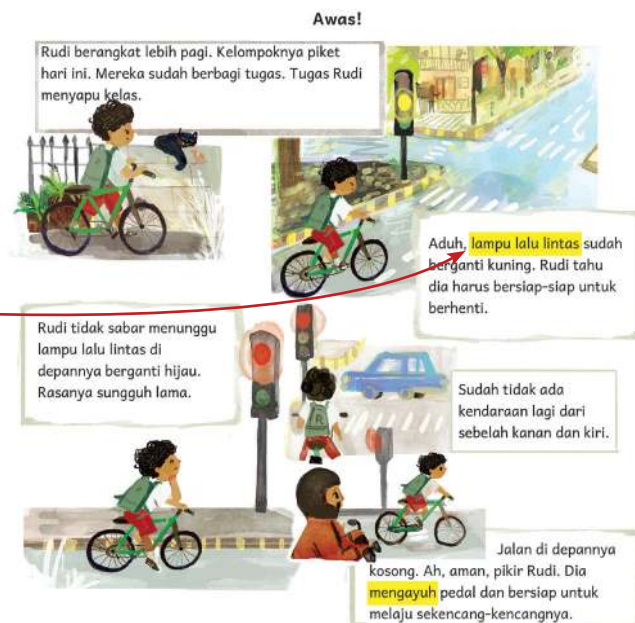 Awas!
Rudi berangkat lebih pagi. Kelompoknya piket
hari ini. Mereka sudah berbagi tugas. Tugas Rudi
menyapu kelas.
Aduh, lampu lalu lintas sudah
berganti kuning. Rudi tahu
dia harus bersiap-siap untuk
berhenti.
Rudi tidak sabar menunggu
lampu lalu lintas di
depannya berganti hijau.
Rasanya sungguh lama.
R
Sudah tidak ada
kendaraan lagi dari
sebelah kanan dan kiri.
Jalan di depannya
kosong. Ah, aman, pikir Rudi. Dia
mengayuh pedal dan bersiap untuk
melaju sekencang-kencangnya.